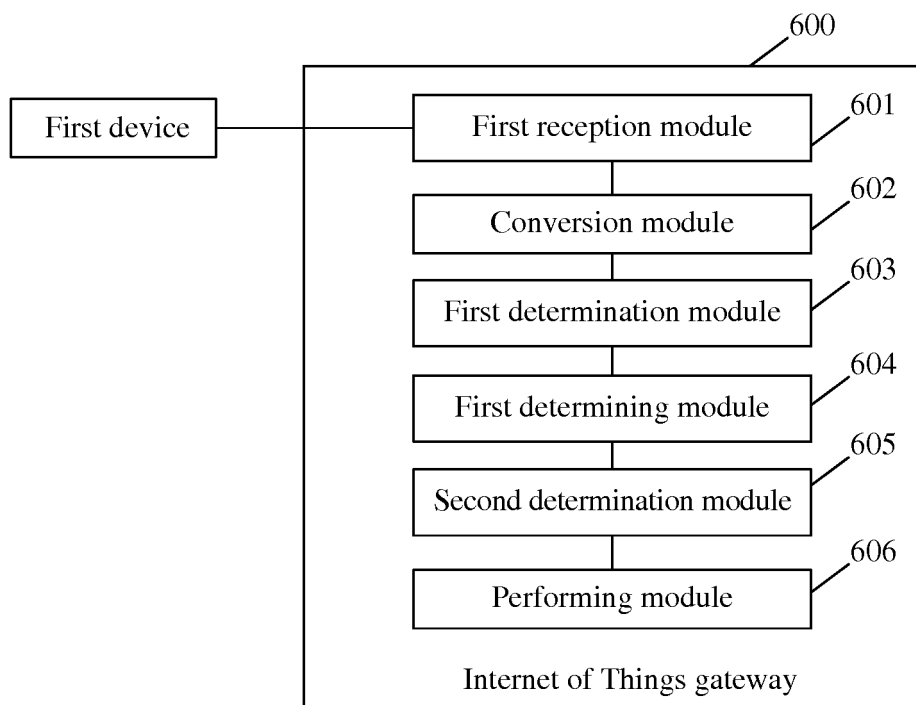 600
First device
First reception module
601
Conversion module
602
First determination module
603
First determining module
604
Second determination module
605
Performing module
606
Internet of Things gateway